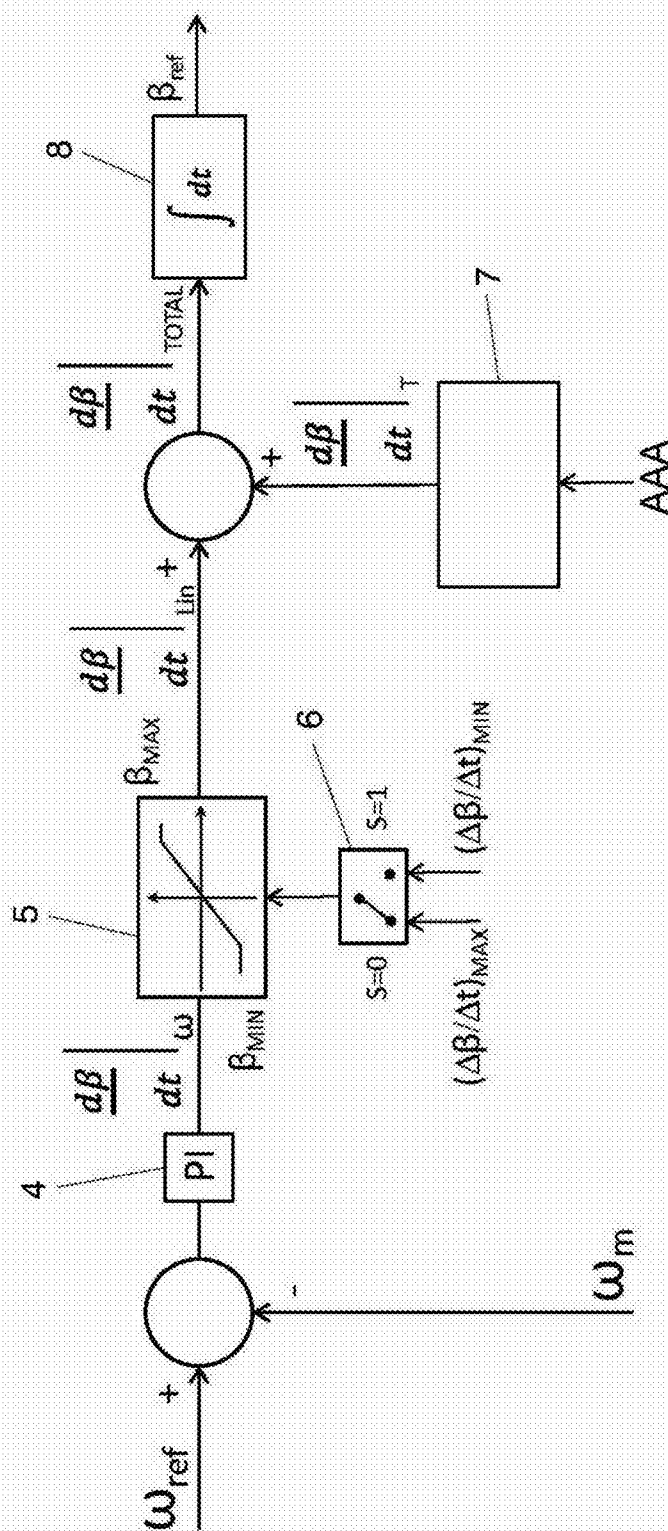 ω_ref
+
-
ω_m
4
PI
dβ/dt|_ω
5
β_MIN
β_MAX
6
S=0
S=1
(Δβ/Δt)_MAX
(Δβ/Δt)_MIN
dβ/dt|_Lin
+
+
dβ/dt|_T
7
AAA
dβ/dt|_TOTAL
8
∫ dt
β_ref